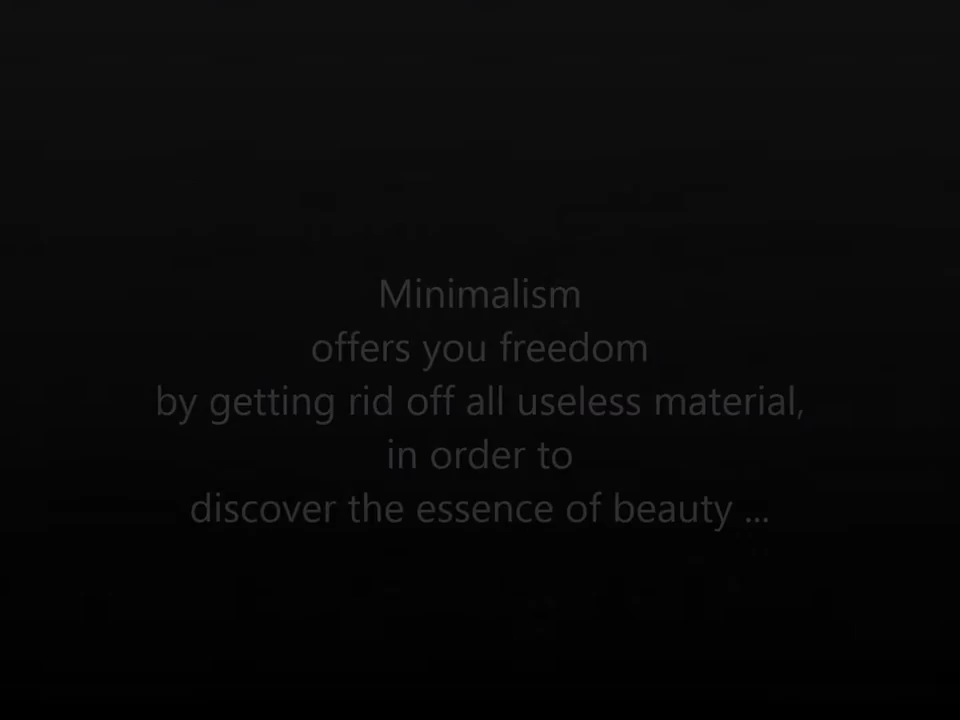 Minimalism
offers you freedom
by getting rid off all useless material,
in order to
discover the essence of beauty ...